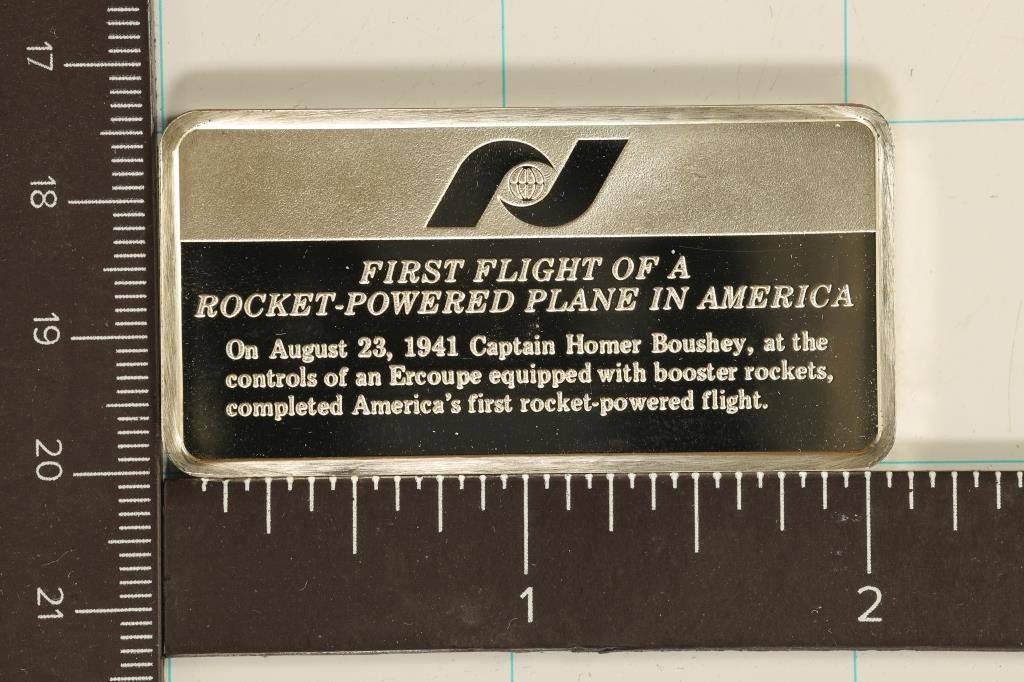 FIRST FLIGHT OF A
ROCKET-POWERED PLANE IN AMERICA
On August 23, 1941 Captain Homer Boushey, at the
controls of an Ercoupe equipped with booster rockets,
completed America's first rocket-powered flight.
17
18
19
20
21
1 2